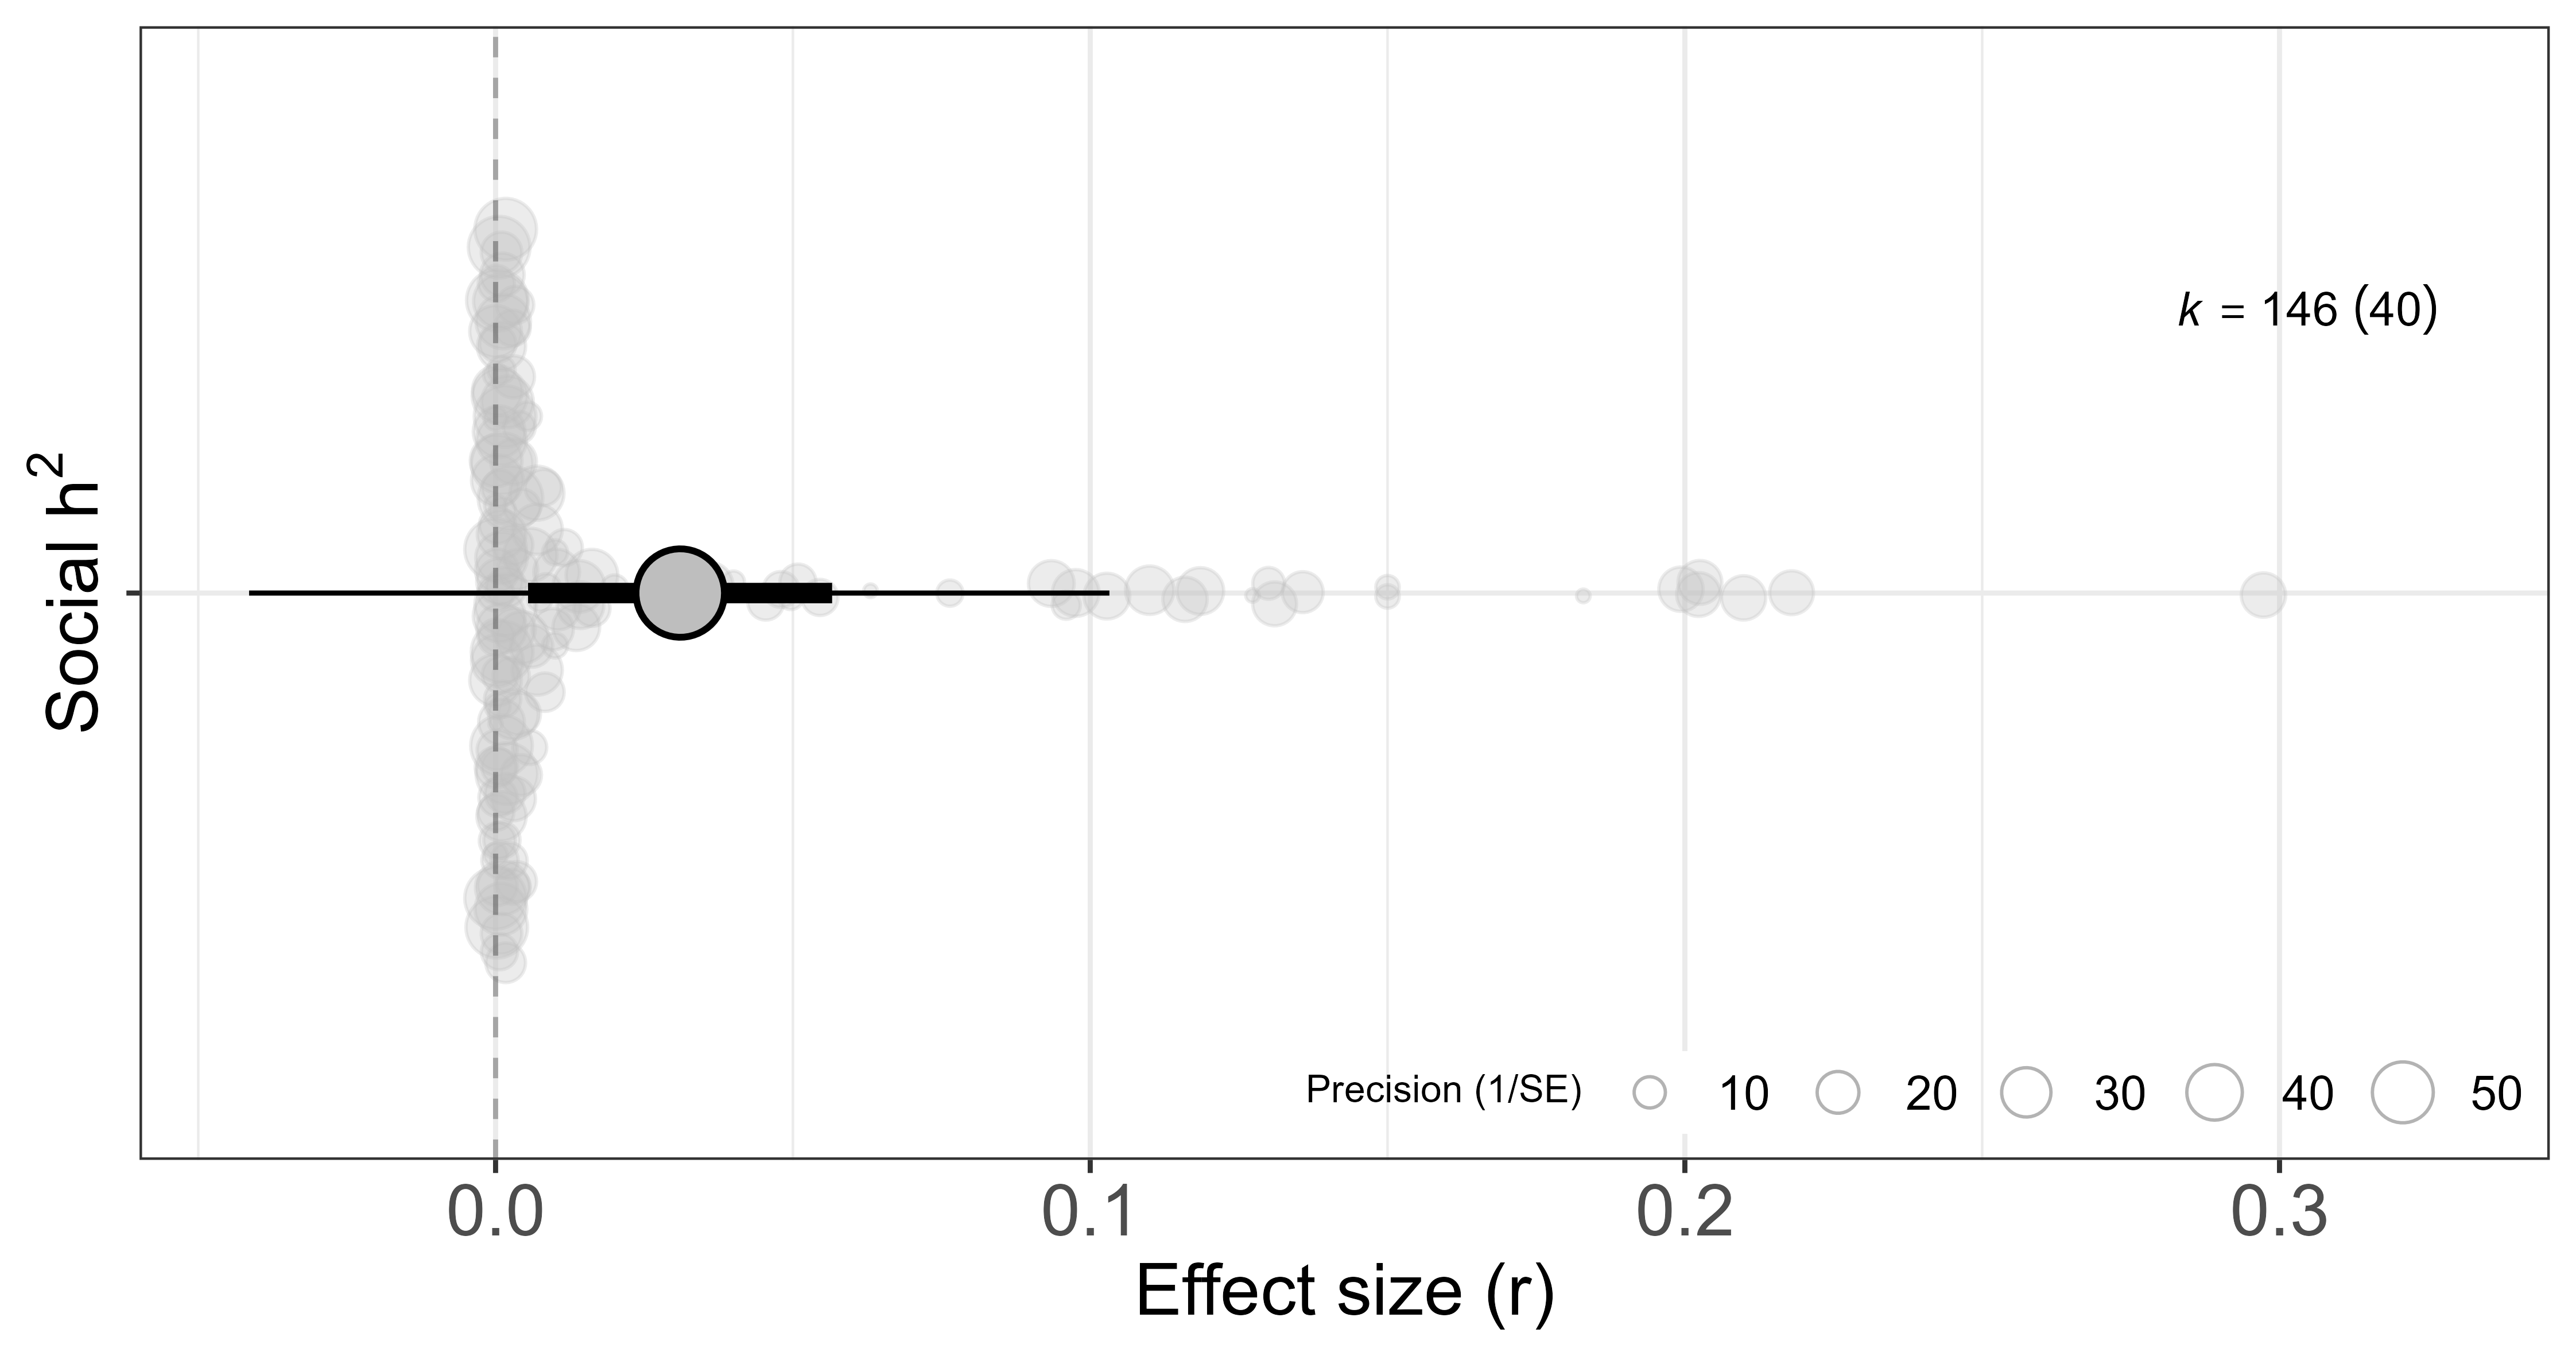 Social h²
k = 146 (40)
Precision (1/SE) 10 20 30 40 50
0.0 0.1 0.2 0.3
Effect size (r)